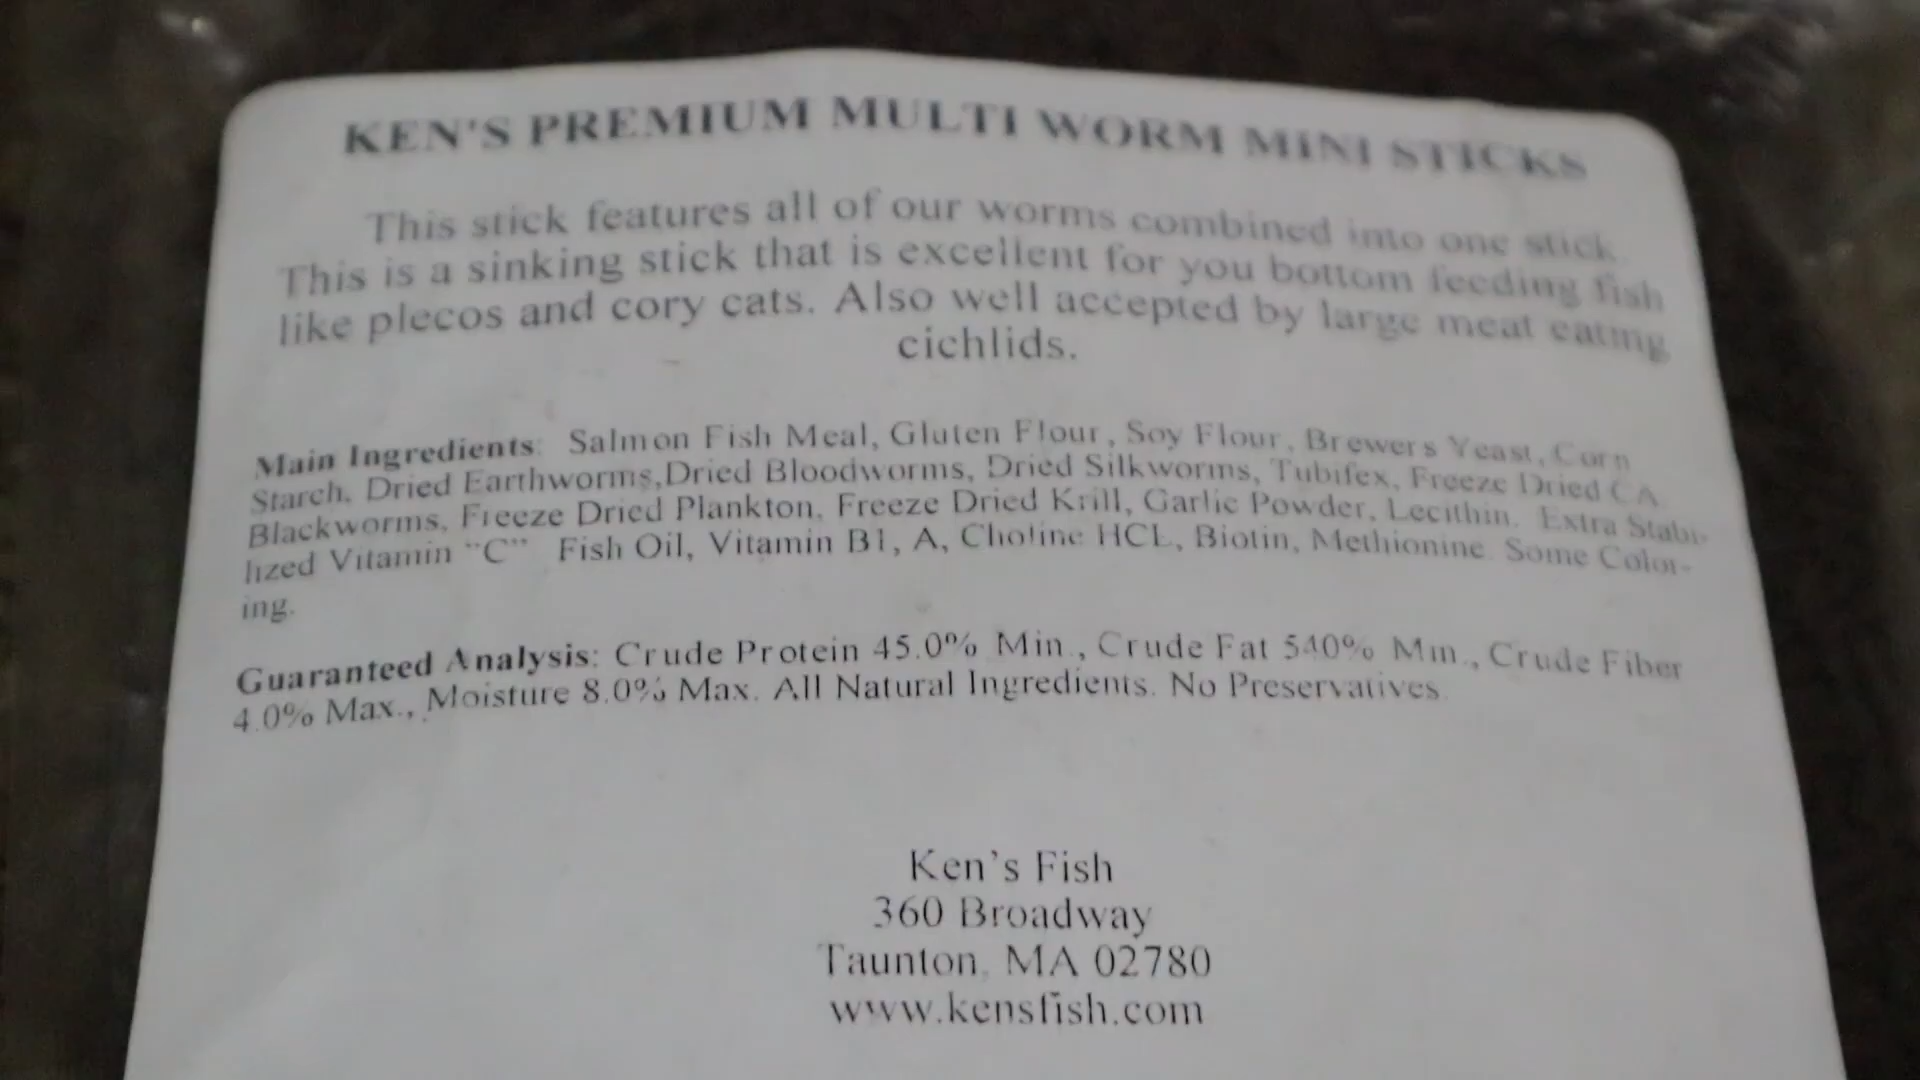 KEN'S PREMIUM MULTI WORM MINI STICKS
This stick features all of our worms combined into one stick.
This is a sinking stick that is excellent for you bottom feeding fish
like plecos and cory cats. Also well accepted by large meat eating
cichlids.
Main Ingredients: Salmon Fish Meal, Gluten Flour, Soy Flour, Brewers Yeast, Corn
Starch, Dried Earthworms,Dried Bloodworms, Dried Silkworms, Tubifex, Freeze Dried CA
Blackworms, Freeze Dried Plankton, Freeze Dried Krill, Garlic Powder, Lecithin. Extra Stabi-
lized Vitamin "C" Fish Oil, Vitamin B1, A, Choline HCL, Biotin, Methionine. Some Color-
ing.
Guaranteed Analysis: Crude Protein 45.0% Min., Crude Fat 540% Min., Crude Fiber
4.0% Max., Moisture 8.0% Max. All Natural Ingredients. No Preservatives.
Ken's Fish
360 Broadway
Taunton, MA 02780
www.kensfish.com